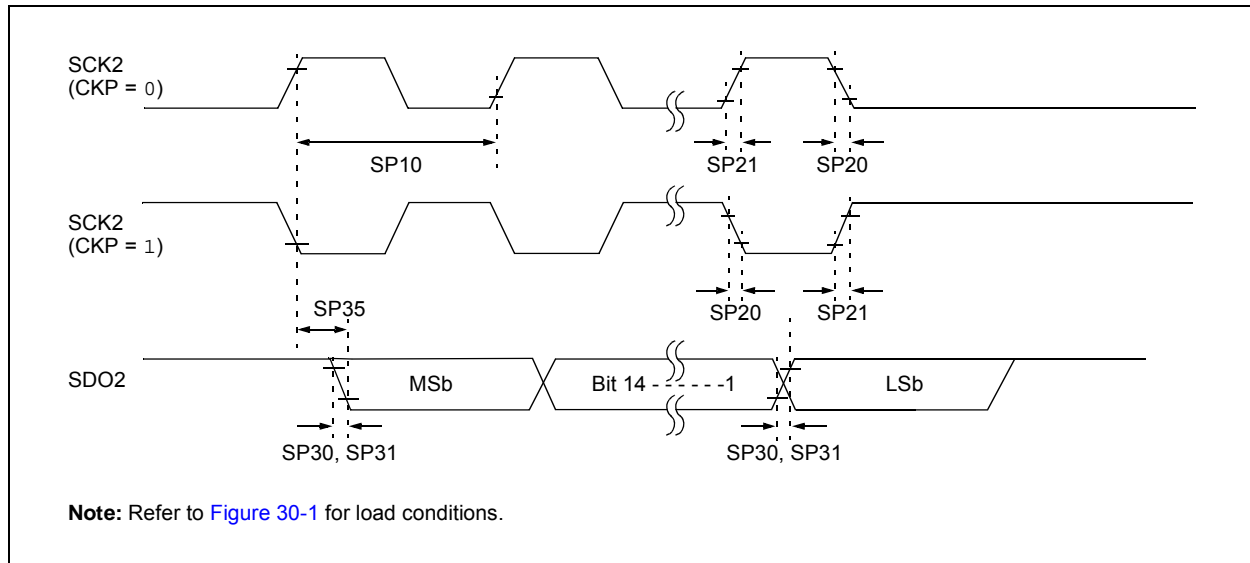 SCK2
(CKP = 0)
SP10
SP21
SP20
SCK2
(CKP = 1)
SP35
SP20
SP21
SDO2
MSb
Bit 14 - - - - - -1
LSb
SP30, SP31
SP30, SP31
Note: Refer to Figure 30-1 for load conditions.